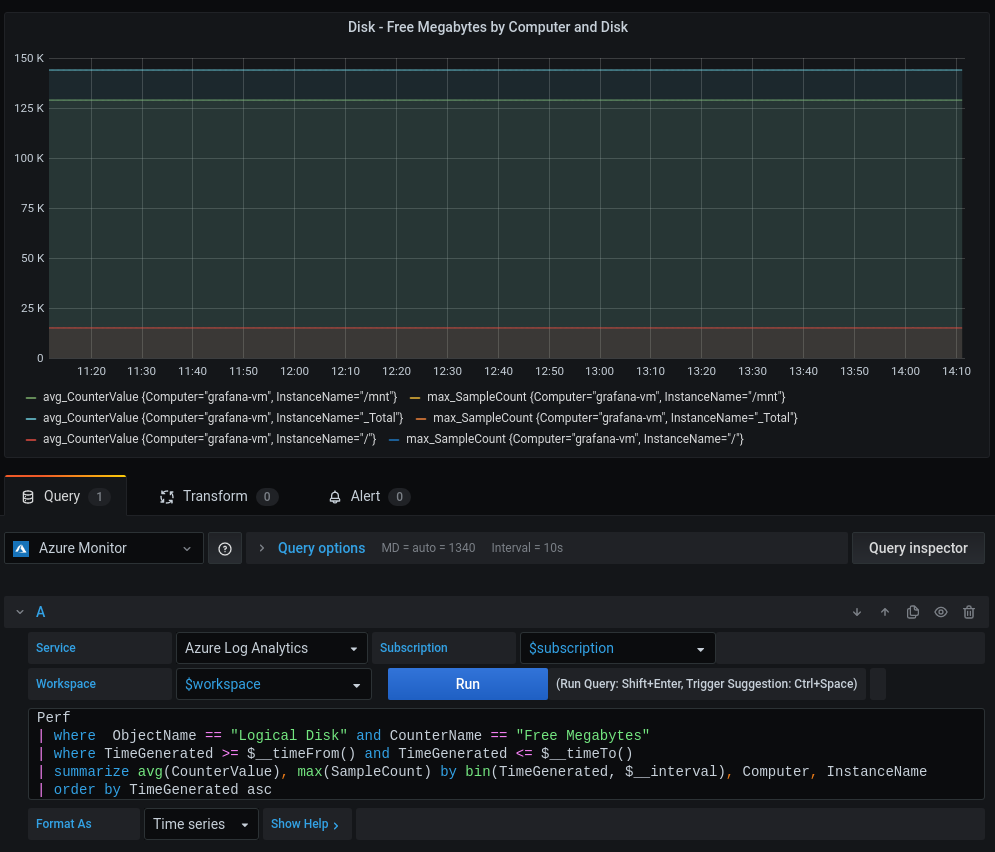 Disk - Free Megabytes by Computer and Disk
150 K
125 K
100 K
75 K
50 K
25 K
0
11:20 11:30 11:40 11:50 12:00 12:10 12:20 12:30 12:40 12:50 13:00 13:10 13:20 13:30 13:40 13:50 14:00 14:10
avg_CounterValue {Computer="grafana-vm", InstanceName="/mnt"} max_SampleCount {Computer="grafana-vm", InstanceName="/mnt"}
avg_CounterValue {Computer="grafana-vm", InstanceName="_Total"} max_SampleCount {Computer="grafana-vm", InstanceName="_Total"}
avg_CounterValue {Computer="grafana-vm", InstanceName="/"} max_SampleCount {Computer="grafana-vm", InstanceName="/"}
Query 1 Transform 0 Alert 0
Azure Monitor Query options MD = auto = 1340 Interval = 10s Query inspector
A
Service Azure Log Analytics Subscription $subscription
Workspace $workspace Run (Run Query: Shift+Enter, Trigger Suggestion: Ctrl+Space)
Perf
| where  ObjectName == "Logical Disk" and CounterName == "Free Megabytes"
| where TimeGenerated >= $__timeFrom() and TimeGenerated <= $__timeTo()
| summarize avg(CounterValue), max(SampleCount) by bin(TimeGenerated, $__interval), Computer, InstanceName
| order by TimeGenerated asc
Format As Time series Show Help